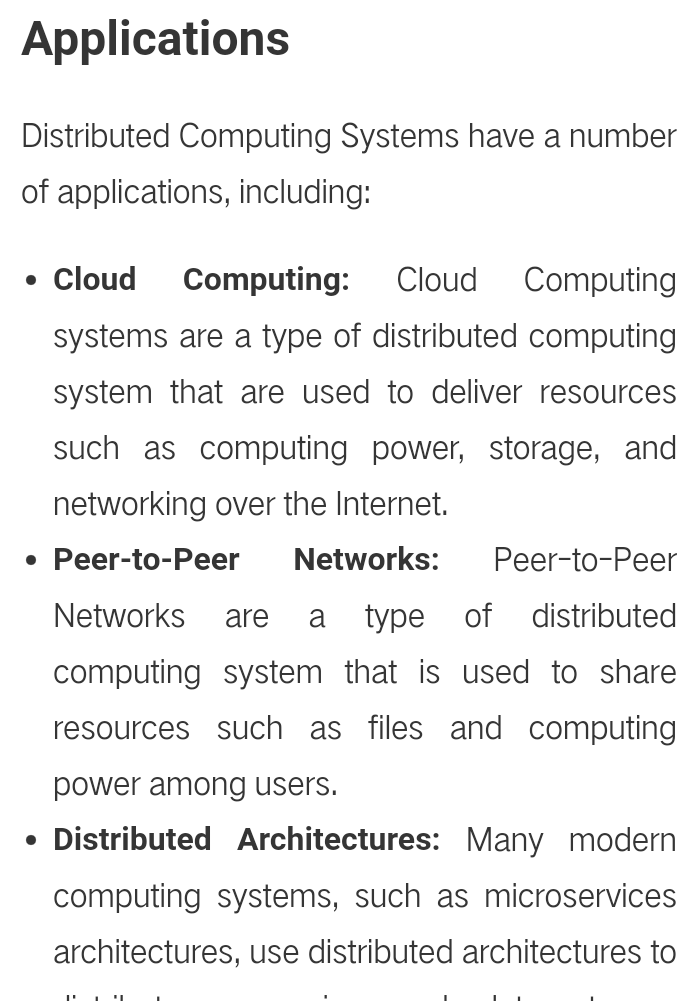 Applications
Distributed Computing Systems have a number
of applications, including:
• Cloud Computing: Cloud Computing
systems are a type of distributed computing
system that are used to deliver resources
such as computing power, storage, and
networking over the Internet.
• Peer-to-Peer Networks: Peer-to-Peer
Networks are a type of distributed
computing system that is used to share
resources such as files and computing
power among users.
• Distributed Architectures: Many modern
computing systems, such as microservices
architectures, use distributed architectures to